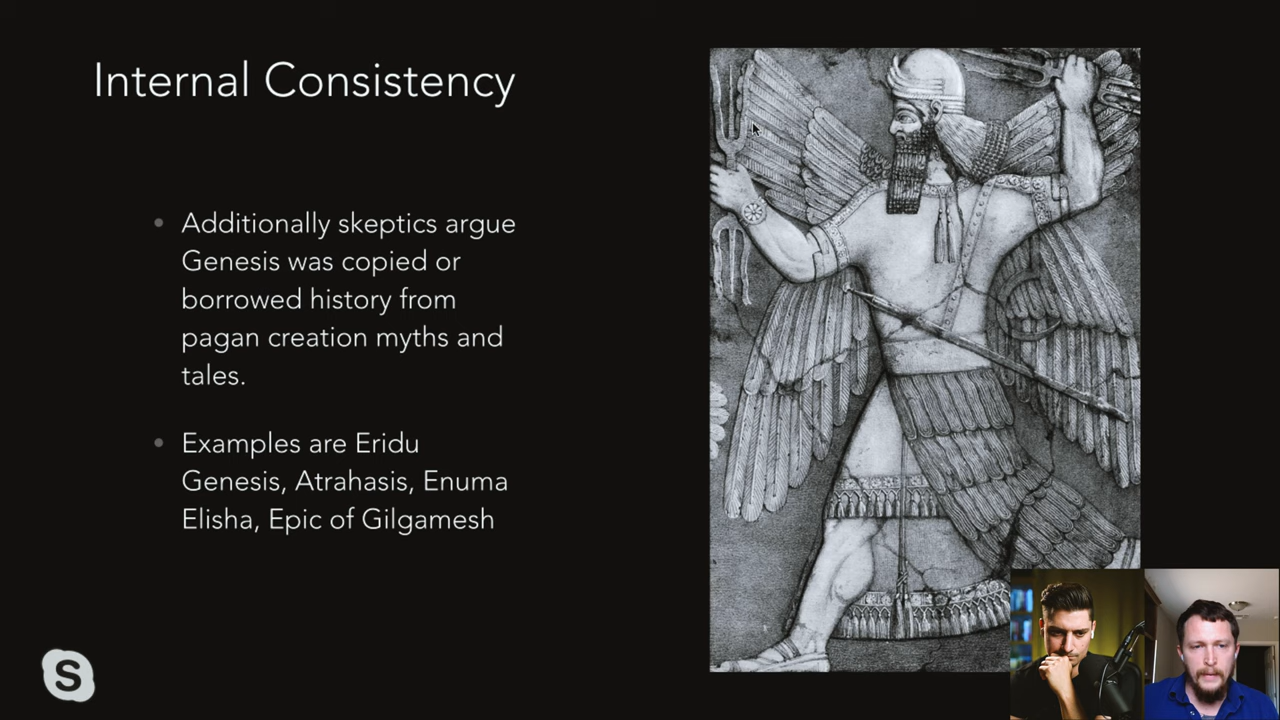 Internal Consistency
Additionally skeptics argue
Genesis was copied or
borrowed history from
pagan creation myths and
tales.
Examples are Eridu
Genesis, Atrahasis, Enuma
Elisha, Epic of Gilgamesh
S